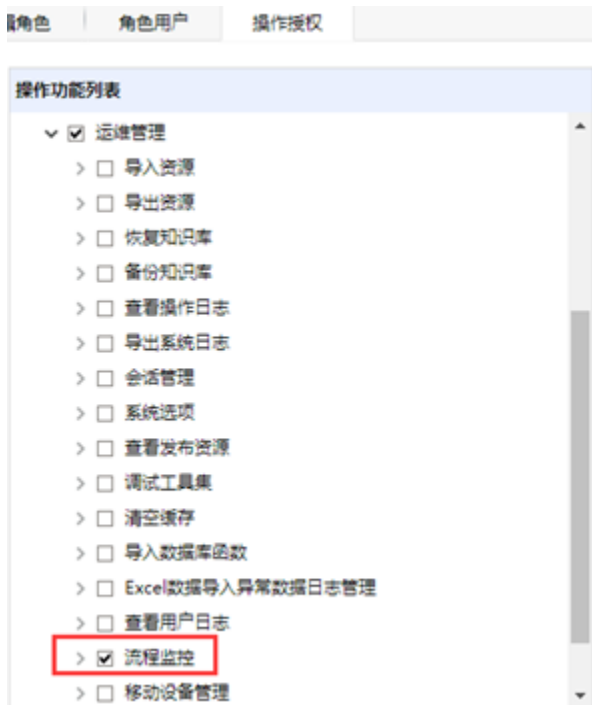 角色 角色用户 操作授权
操作功能列表
运维管理
导入资源
导出资源
恢复知识库
备份知识库
查看操作日志
导出系统日志
会话管理
系统选项
查看发布资源
调试工具集
清空缓存
导入数据库函数
Excel数据导入异常数据日志管理
查看用户日志
流程监控
移动设备管理